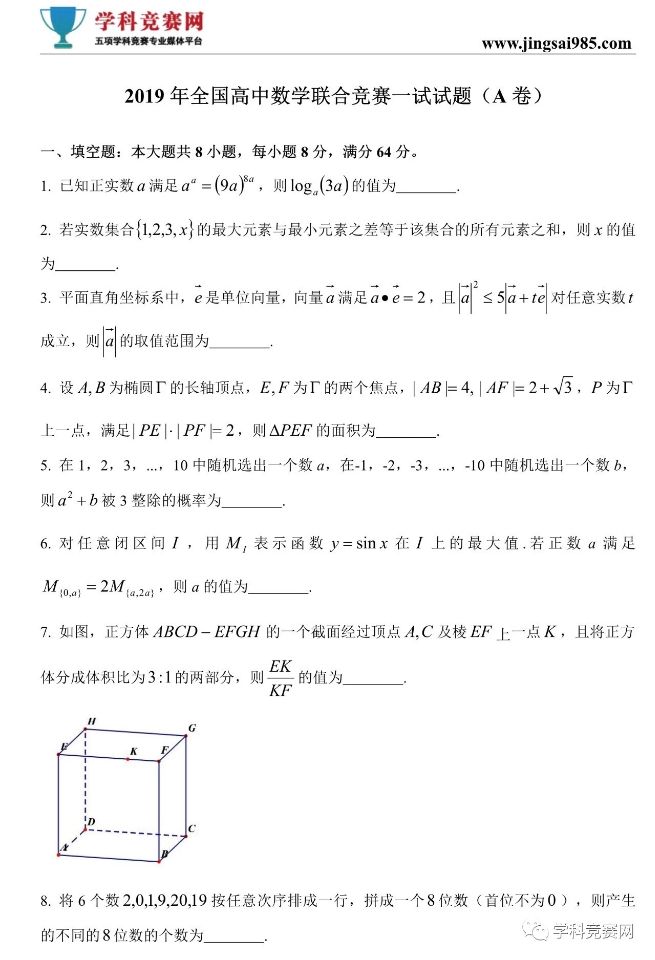 学科竞赛网
五项学科竞赛专业媒体平台
www.jingsai985.com
2019 年全国高中数学联合竞赛一试试题（A 卷）
一、填空题：本大题共 8 小题，每小题 8 分，满分 64 分。
1. 已知正实数 a 满足 a^a = (9a)^{8a}，则 log_a(3a) 的值为________.
2. 若实数集合{1,2,3, x}的最大元素与最小元素之差等于该集合的所有元素之和，则 x 的值
为________.
3. 平面直角坐标系中，e⃗ 是单位向量，向量 a⃗ 满足 a⃗ • e⃗ = 2，且 |a⃗|² ≤ 5|a⃗ + te⃗| 对任意实数 t
成立，则 |a⃗| 的取值范围为________.
4. 设 A, B 为椭圆 Γ 的长轴顶点，E, F 为 Γ 的两个焦点，| AB |= 4, | AF |= 2 + √3，P 为 Γ
上一点，满足| PE | · | PF |= 2，则 ΔPEF 的面积为________.
5. 在 1，2，3，...，10 中随机选出一个数 a，在-1，-2，-3，...，-10 中随机选出一个数 b，
则 a² + b 被 3 整除的概率为________.
6. 对任意闭区间 I ，用 M_I 表示函数 y = sin x 在 I 上的最大值.若正数 a 满足
M_{{0,a}} = 2M_{{a,2a}}，则 a 的值为________.
7. 如图，正方体 ABCD − EFGH 的一个截面经过顶点 A, C 及棱 EF 上一点 K，且将正方
体分成体积比为 3 :1 的两部分，则 EK/KF 的值为________.
H
G
E
K
F
D
C
A
B
8. 将 6 个数 2,0,1,9,20,19 按任意次序排成一行，拼成一个 8 位数（首位不为 0 ），则产生
的不同的 8 位数的个数为________.
学科竞赛网